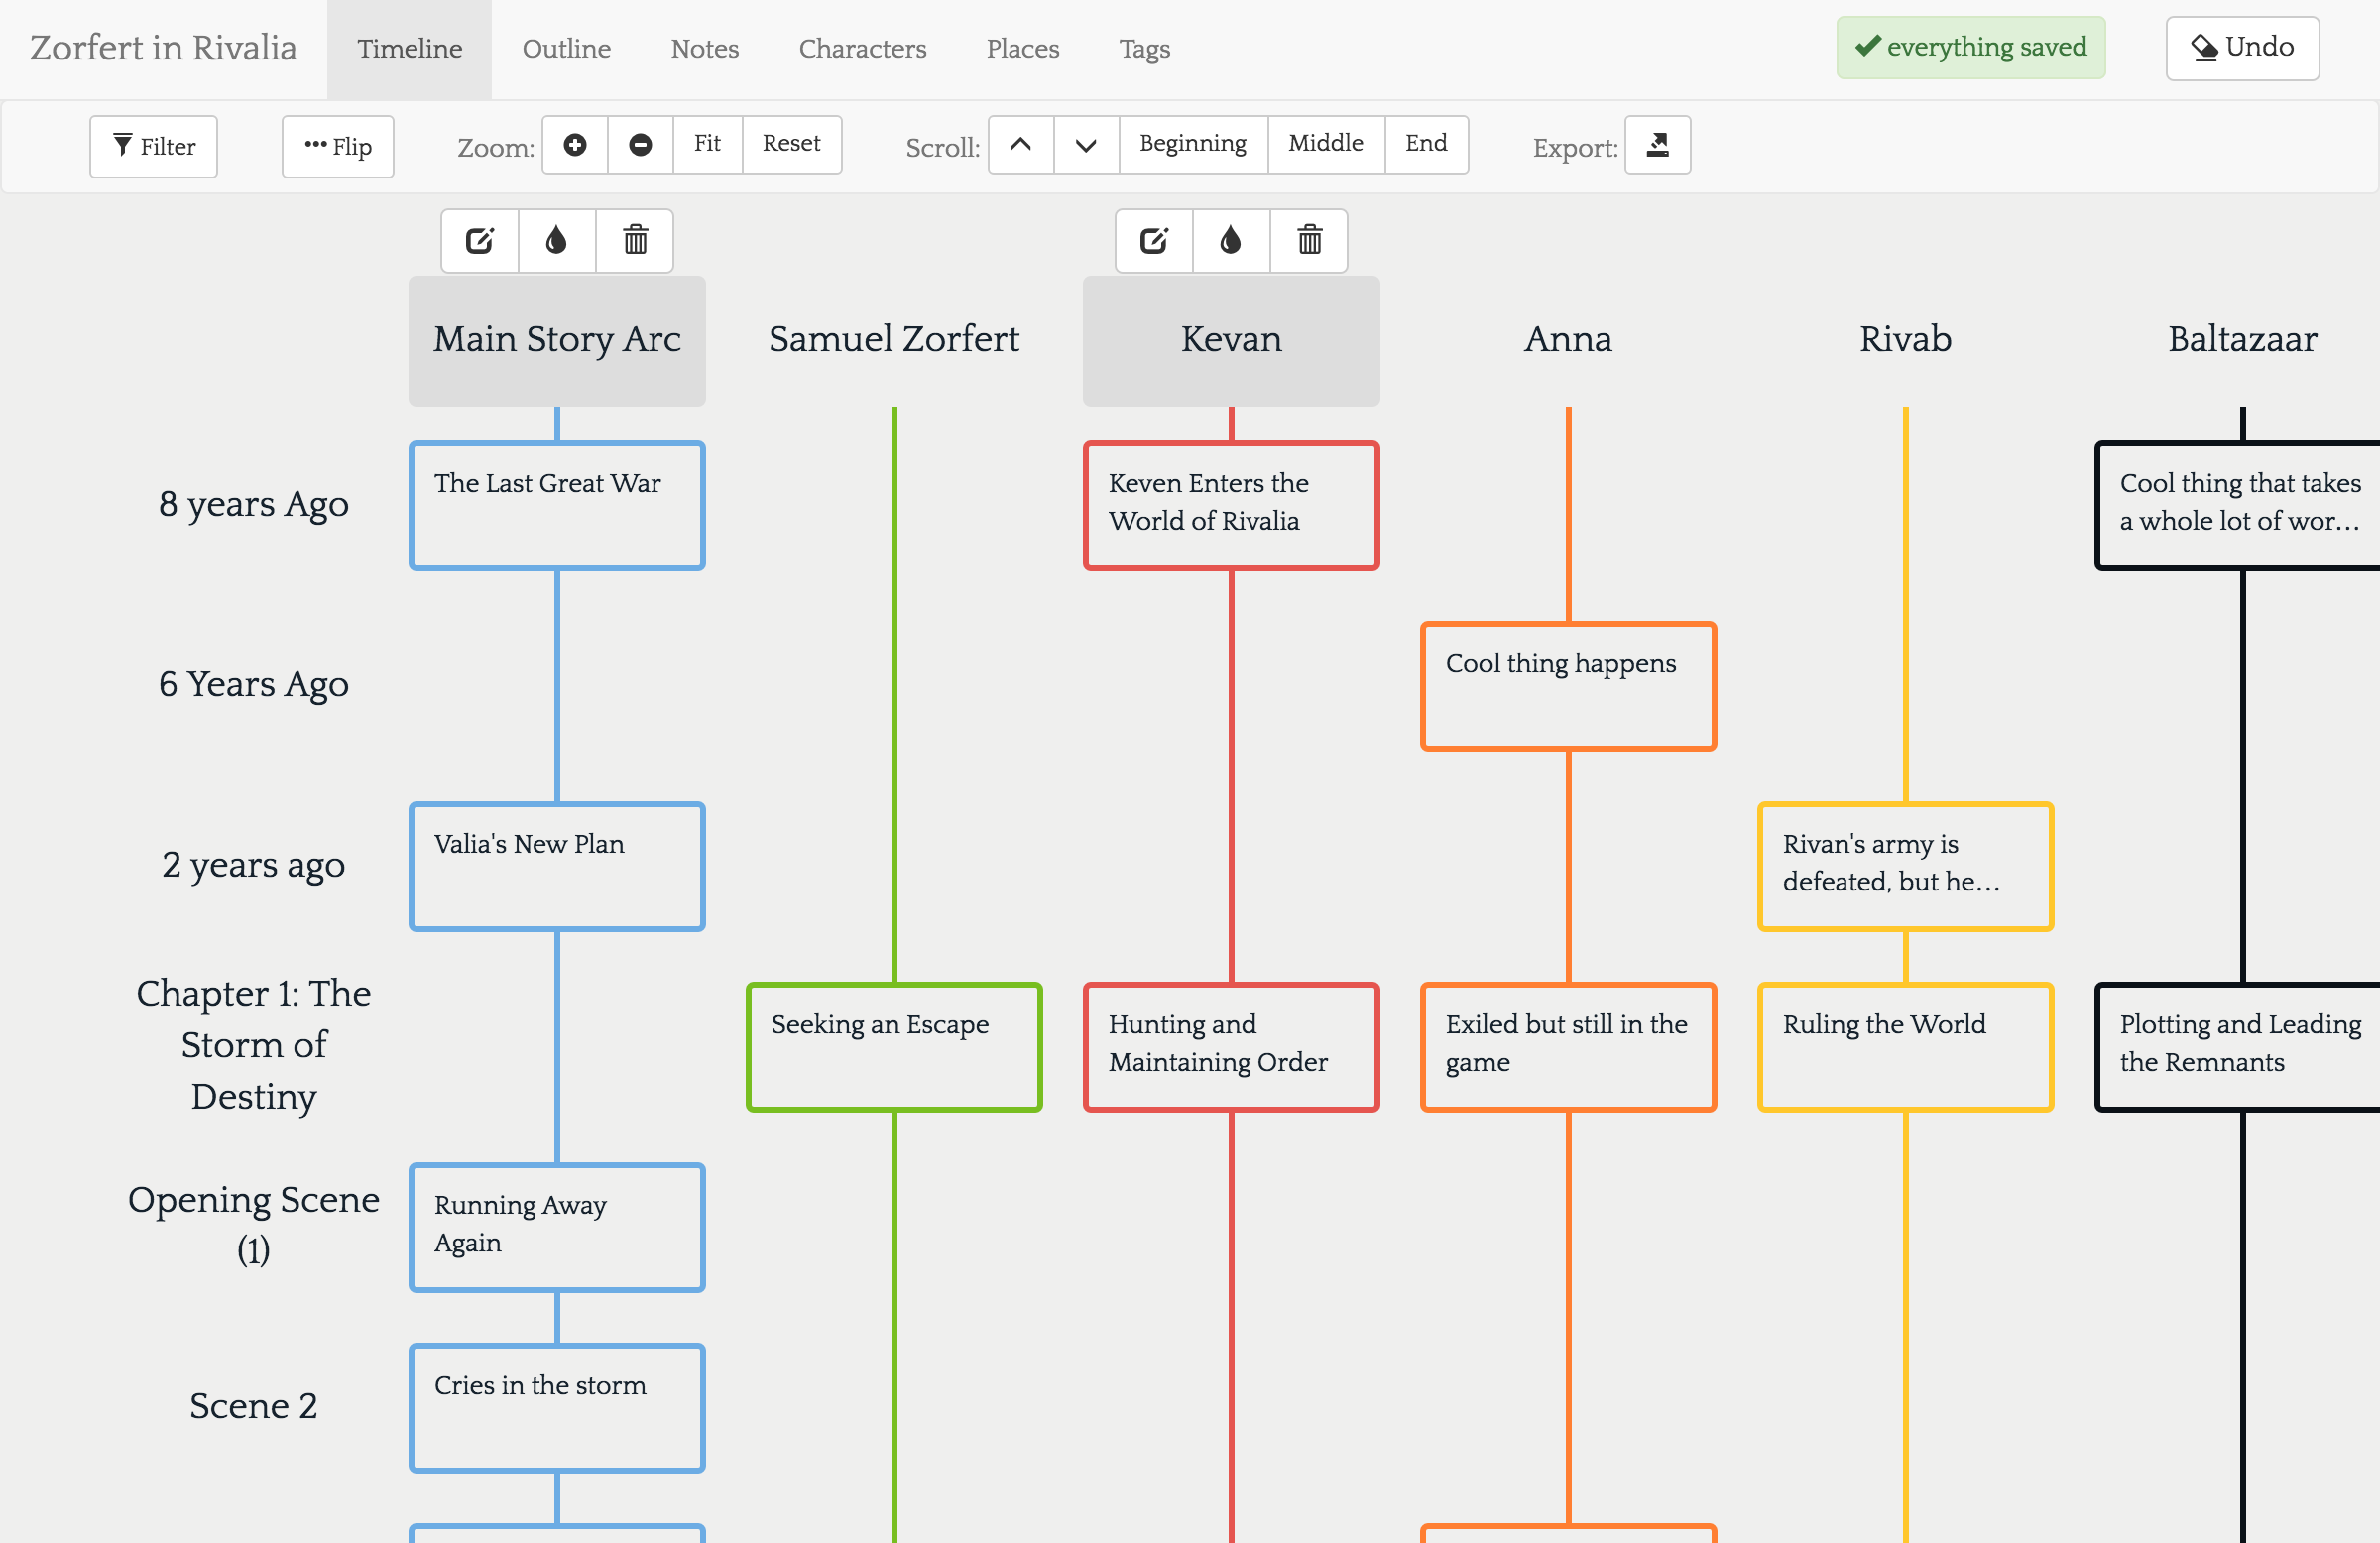 Zorfert in Rivalia
Timeline
Outline
Notes
Characters
Places
Tags
everything saved
Undo
Filter
Flip
Zoom:
Fit
Reset
Scroll:
Beginning
Middle
End
Export:
Main Story Arc
Samuel Zorfert
Kevan
Anna
Rivab
Baltazaar
8 years Ago
The Last Great War
Keven Enters the
World of Rivalia
Cool thing that takes
a whole lot of wor...
6 Years Ago
Cool thing happens
2 years ago
Valia's New Plan
Rivan's army is
defeated, but he...
Chapter 1: The
Storm of
Destiny
Seeking an Escape
Hunting and
Maintaining Order
Exiled but still in the
game
Ruling the World
Plotting and Leading
the Remnants
Opening Scene
(1)
Running Away
Again
Scene 2
Cries in the storm